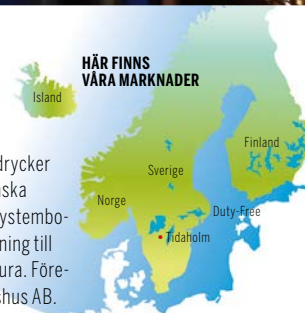 HÄR FINNS
VÅRA MARKNADER
Island
Finland
Sverige
Norge
Duty-Free
Tidaholm
drycker
ska
ystembo-
ning till
ura. Före-
shus AB.